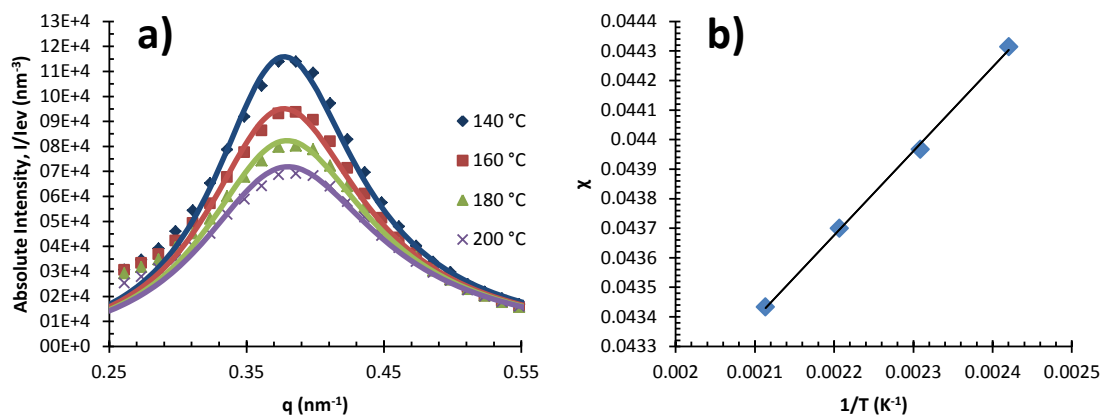 a)
Absolute Intensity, I/Iev (nm⁻³)
13E+4
12E+4
11E+4
10E+4
09E+4
08E+4
07E+4
06E+4
05E+4
04E+4
03E+4
02E+4
01E+4
00E+0
0.25
0.35
0.45
0.55
q (nm⁻¹)
140 °C
160 °C
180 °C
200 °C
b)
χ
0.0444
0.0443
0.0442
0.0441
0.044
0.0439
0.0438
0.0437
0.0436
0.0435
0.0434
0.0433
0.002
0.0021
0.0022
0.0023
0.0024
0.0025
1/T (K⁻¹)